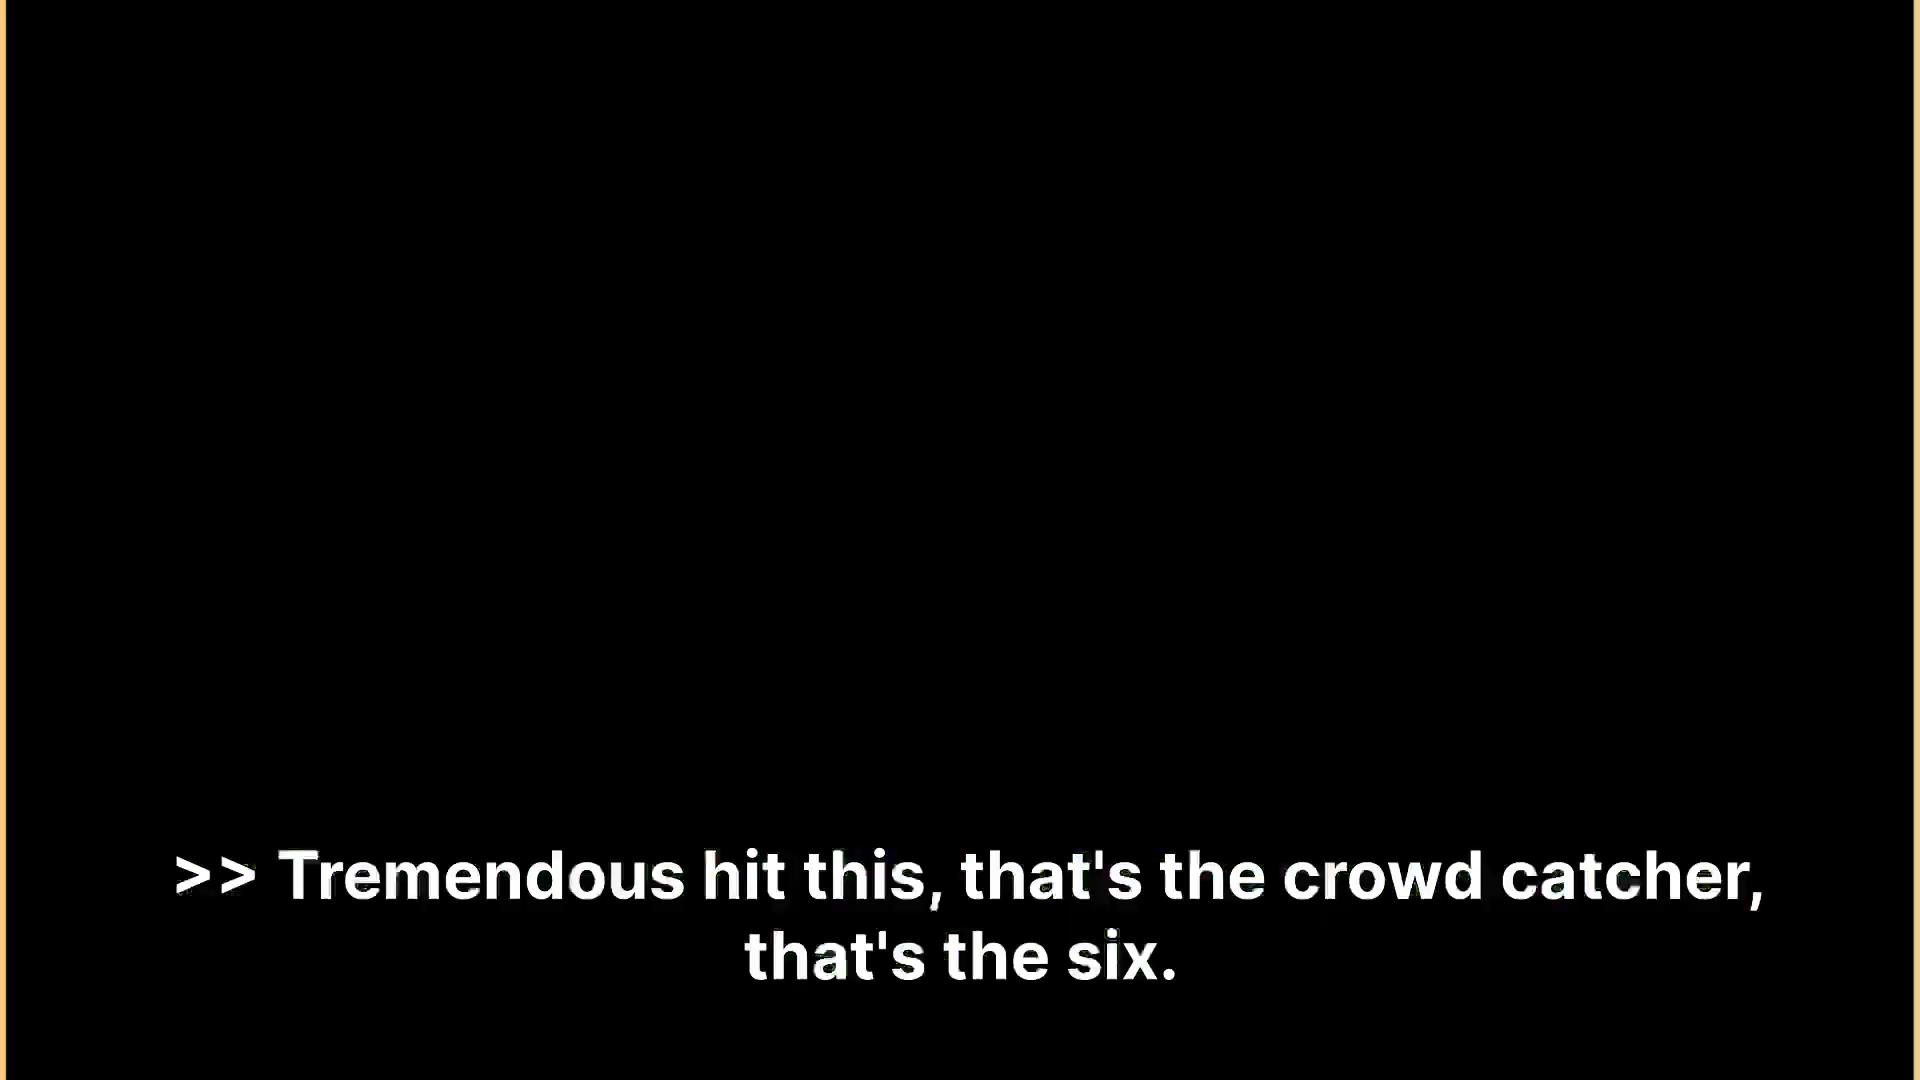 >> Tremendous hit this, that's the crowd catcher,
that's the six.